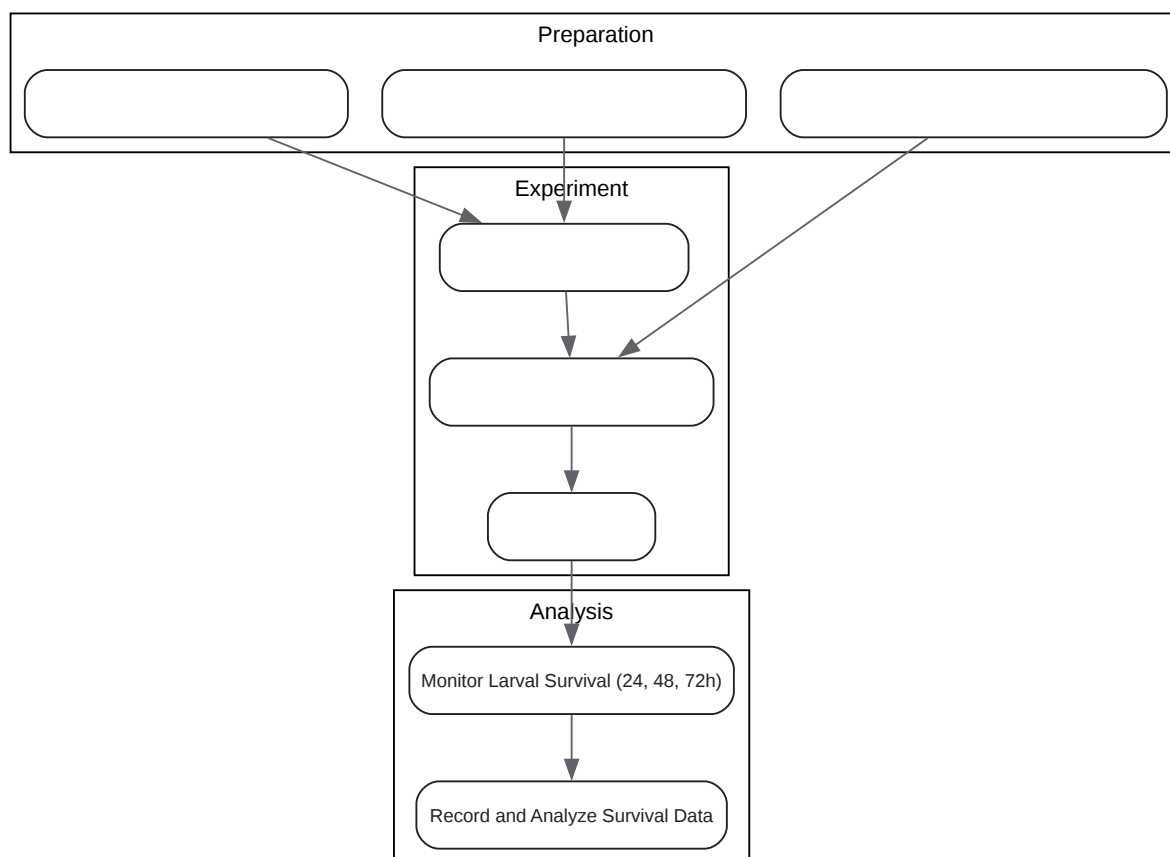 Preparation
Experiment
Analysis
Monitor Larval Survival (24, 48, 72h)
Record and Analyze Survival Data